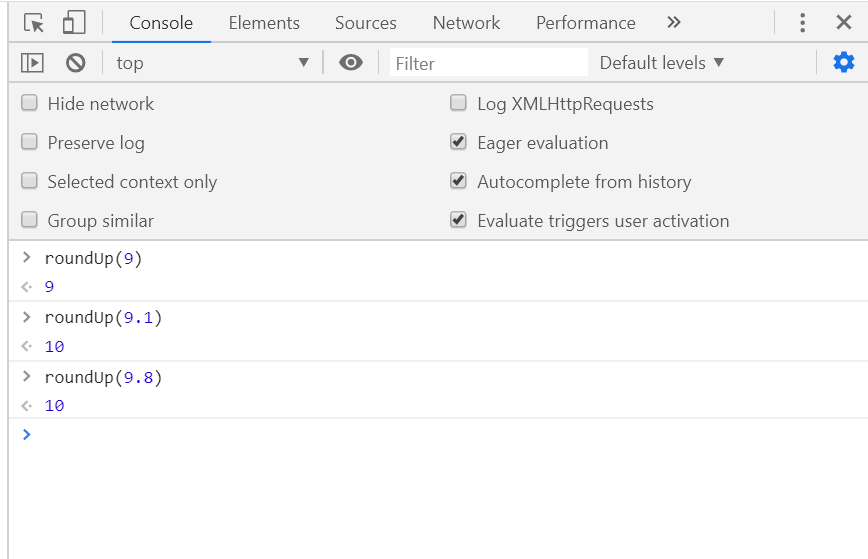 Console Elements Sources Network Performance »
top ▼ Filter Default levels ▼
Hide network Log XMLHttpRequests
Preserve log Eager evaluation
Selected context only Autocomplete from history
Group similar Evaluate triggers user activation
> roundUp(9)
9
> roundUp(9.1)
10
> roundUp(9.8)
10
>